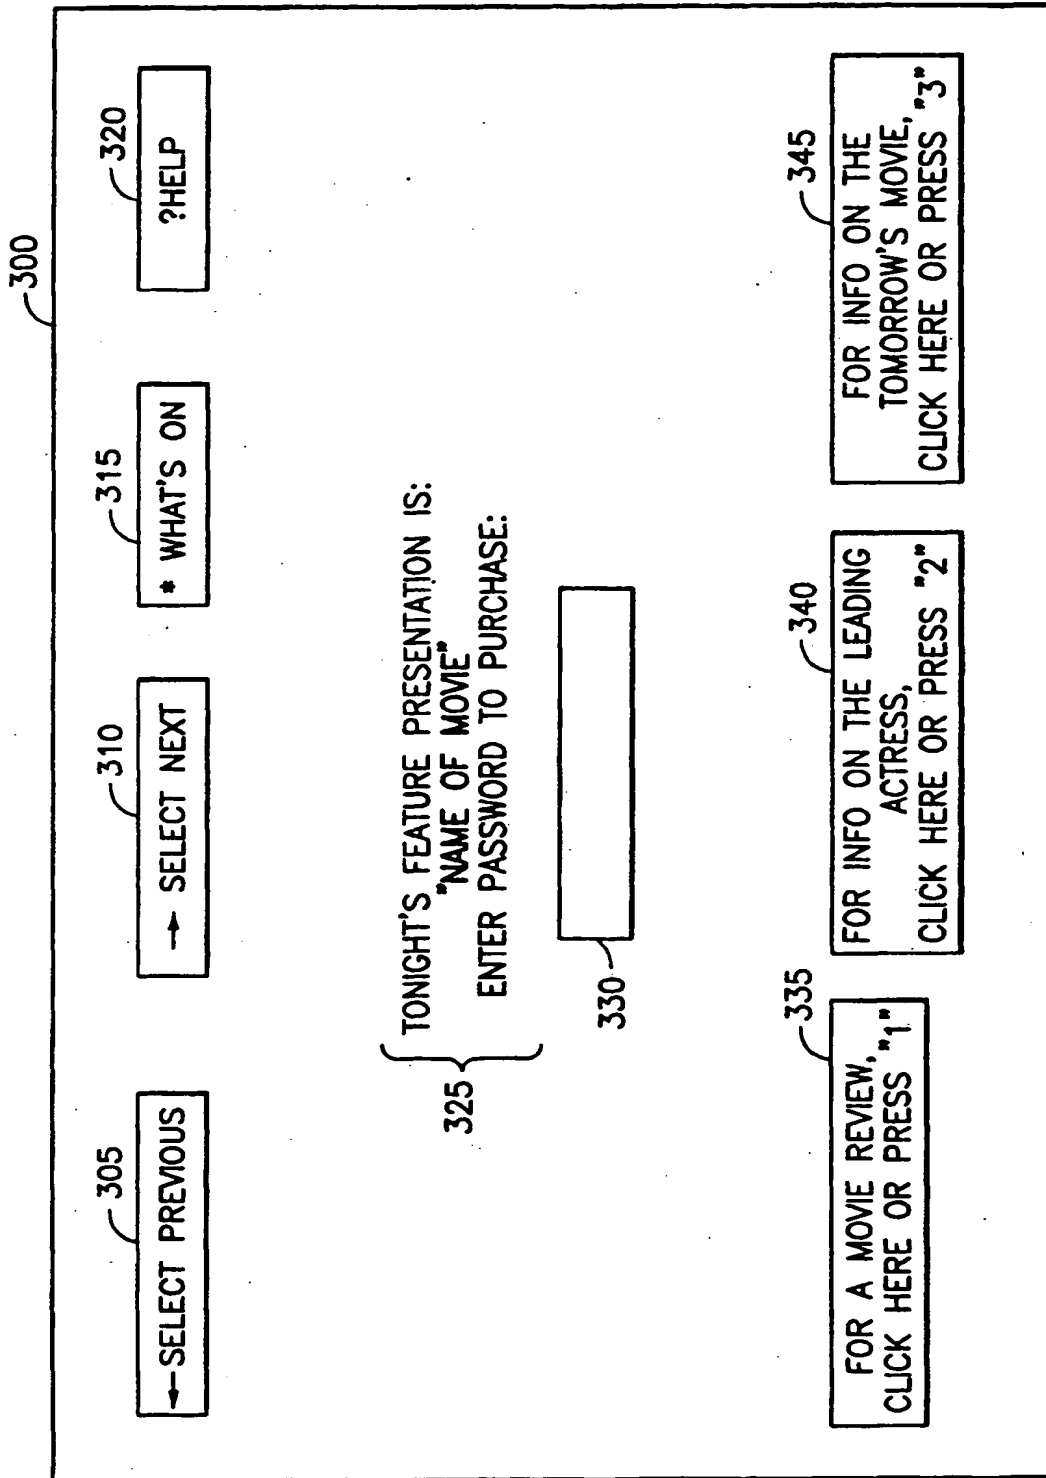 300
305
← SELECT PREVIOUS
310
→ SELECT NEXT
315
* WHAT'S ON
320
?HELP
325
TONIGHT'S FEATURE PRESENTATION IS:
"NAME OF MOVIE"
ENTER PASSWORD TO PURCHASE:
330
335
FOR A MOVIE REVIEW,
CLICK HERE OR PRESS "1"
340
FOR INFO ON THE LEADING
ACTRESS,
CLICK HERE OR PRESS "2"
345
FOR INFO ON THE
TOMORROW'S MOVIE,
CLICK HERE OR PRESS "3"